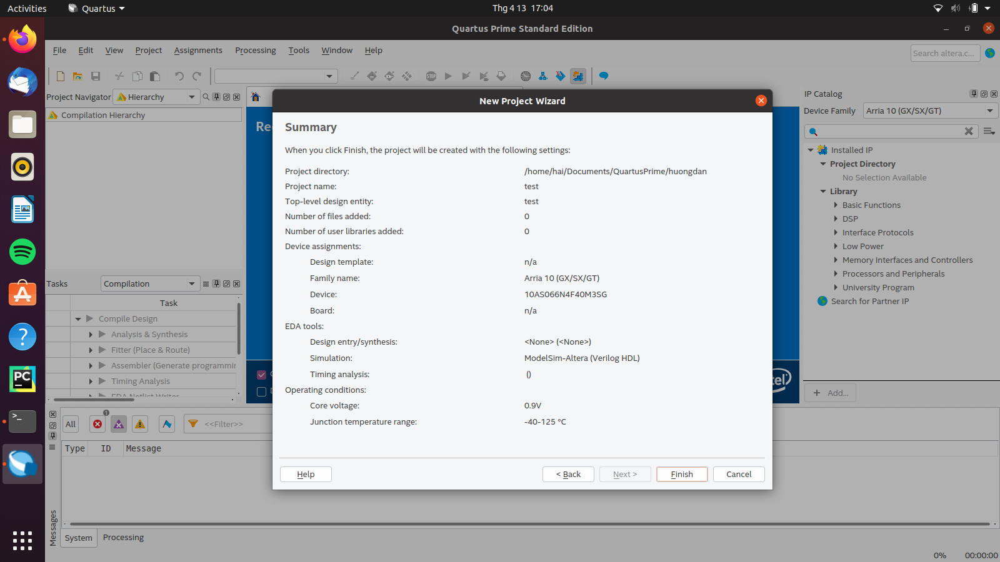 Activities
Quartus
Thg 4 13 17:04
Quartus Prime Standard Edition
File Edit View Project Assignments Processing Tools Window Help
Search altera.c...
Project Navigator
Hierarchy
Compilation Hierarchy
New Project Wizard
Summary
When you click Finish, the project will be created with the following settings:
Project directory: /home/hai/Documents/QuartusPrime/huongdan
Project name: test
Top-level design entity: test
Number of files added: 0
Number of user libraries added: 0
Device assignments:
Design template: n/a
Family name: Arria 10 (GX/SX/GT)
Device: 10AS066N4F40M3SG
Board: n/a
EDA tools:
Design entry/synthesis: <None> (<None>)
Simulation: ModelSim-Altera (Verilog HDL)
Timing analysis: ()
Operating conditions:
Core voltage: 0.9V
Junction temperature range: -40-125 °C
Help
< Back
Next >
Finish
Cancel
IP Catalog
Device Family
Arria 10 (GX/SX/GT)
Installed IP
Project Directory
No Selection Available
Library
Basic Functions
DSP
Interface Protocols
Low Power
Memory Interfaces and Controllers
Processors and Peripherals
University Program
Search for Partner IP
+ Add...
Tasks
Compilation
Task
Compile Design
Analysis & Synthesis
Fitter (Place & Route)
Assembler (Generate programmin
Timing Analysis
EDA Netlist Writer
All
1
<<Filter>>
Type ID Message
Messages
System
Processing
0% 00:00:00
PC
STOP